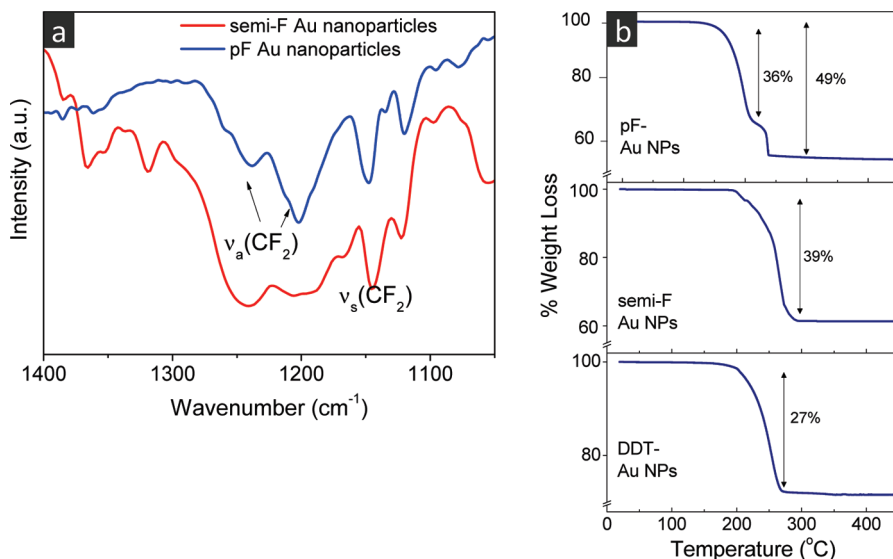 a
semi-F Au nanoparticles
pF Au nanoparticles
Intensity (a.u.)
νa(CF2)
νs(CF2)
1400 1300 1200 1100
Wavenumber (cm-1)
b
% Weight Loss
100
80
60
36%
49%
pF-
Au NPs
100
80
60
39%
semi-F
Au NPs
100
80
27%
DDT-
Au NPs
0 100 200 300 400
Temperature (oC)